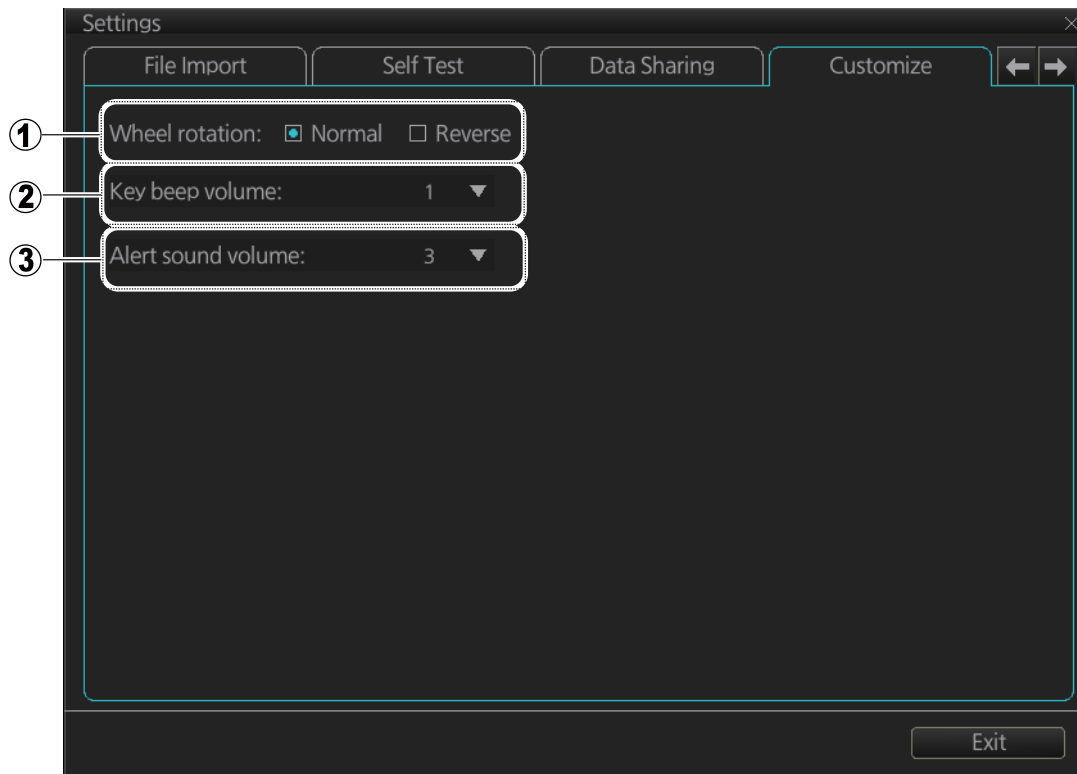 Settings
File Import Self Test Data Sharing Customize
1 Wheel rotation: Normal Reverse
2 Key beep volume: 1
3 Alert sound volume: 3
Exit